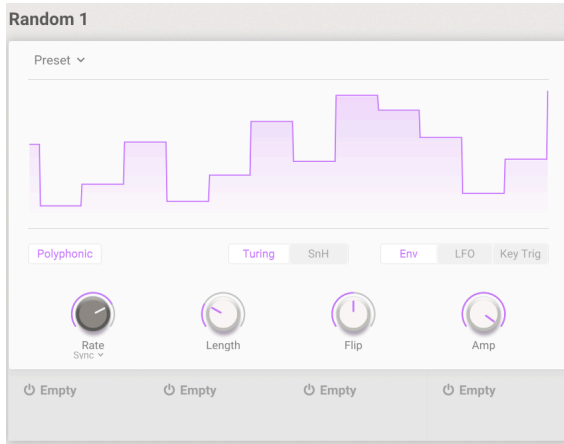 Random 1
Preset
Polyphonic Turing SnH Env LFO Key Trig
Rate Length Flip Amp
Sync
Empty Empty Empty Empty